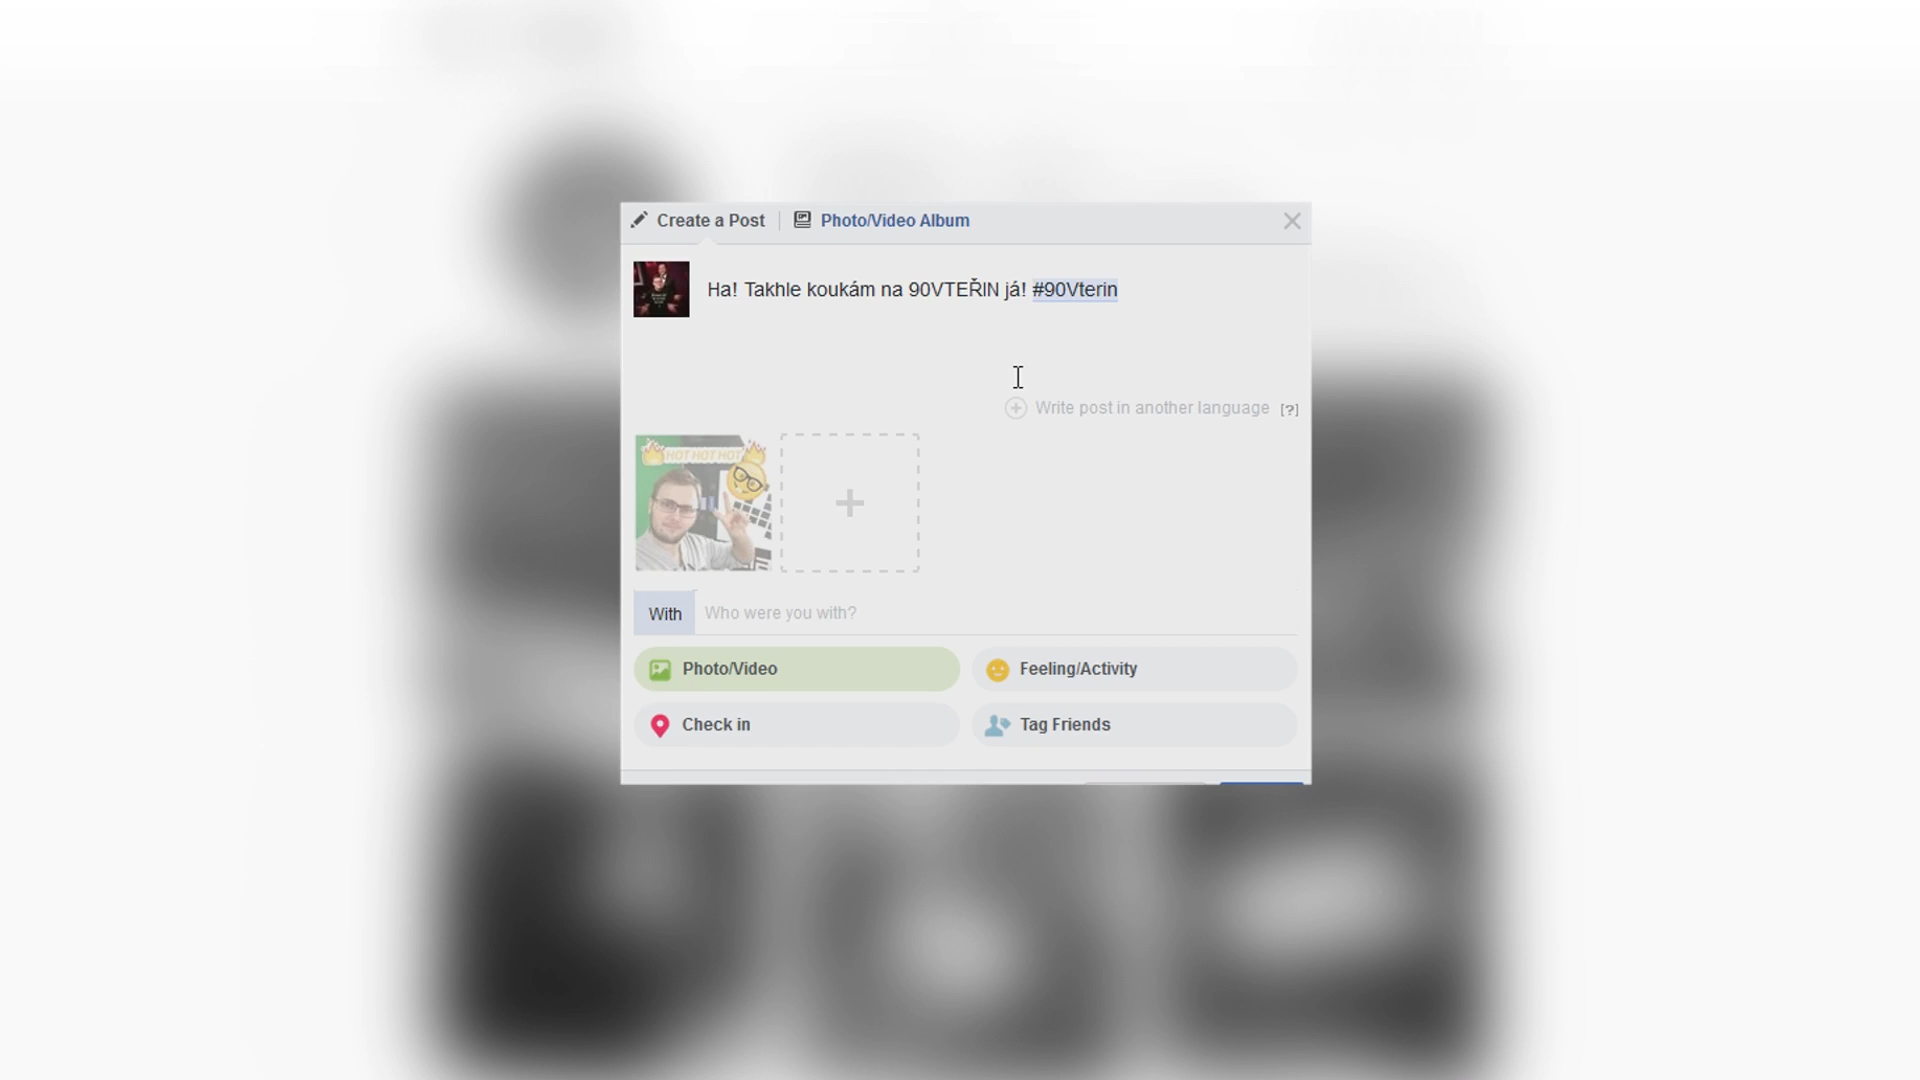 Create a Post
Photo/Video Album
Ha! Takhle koukám na 90VTEŘIN já! #90Vterin
Write post in another language [?]
HOT HOT HOT
With
Who were you with?
Photo/Video
Feeling/Activity
Check in
Tag Friends